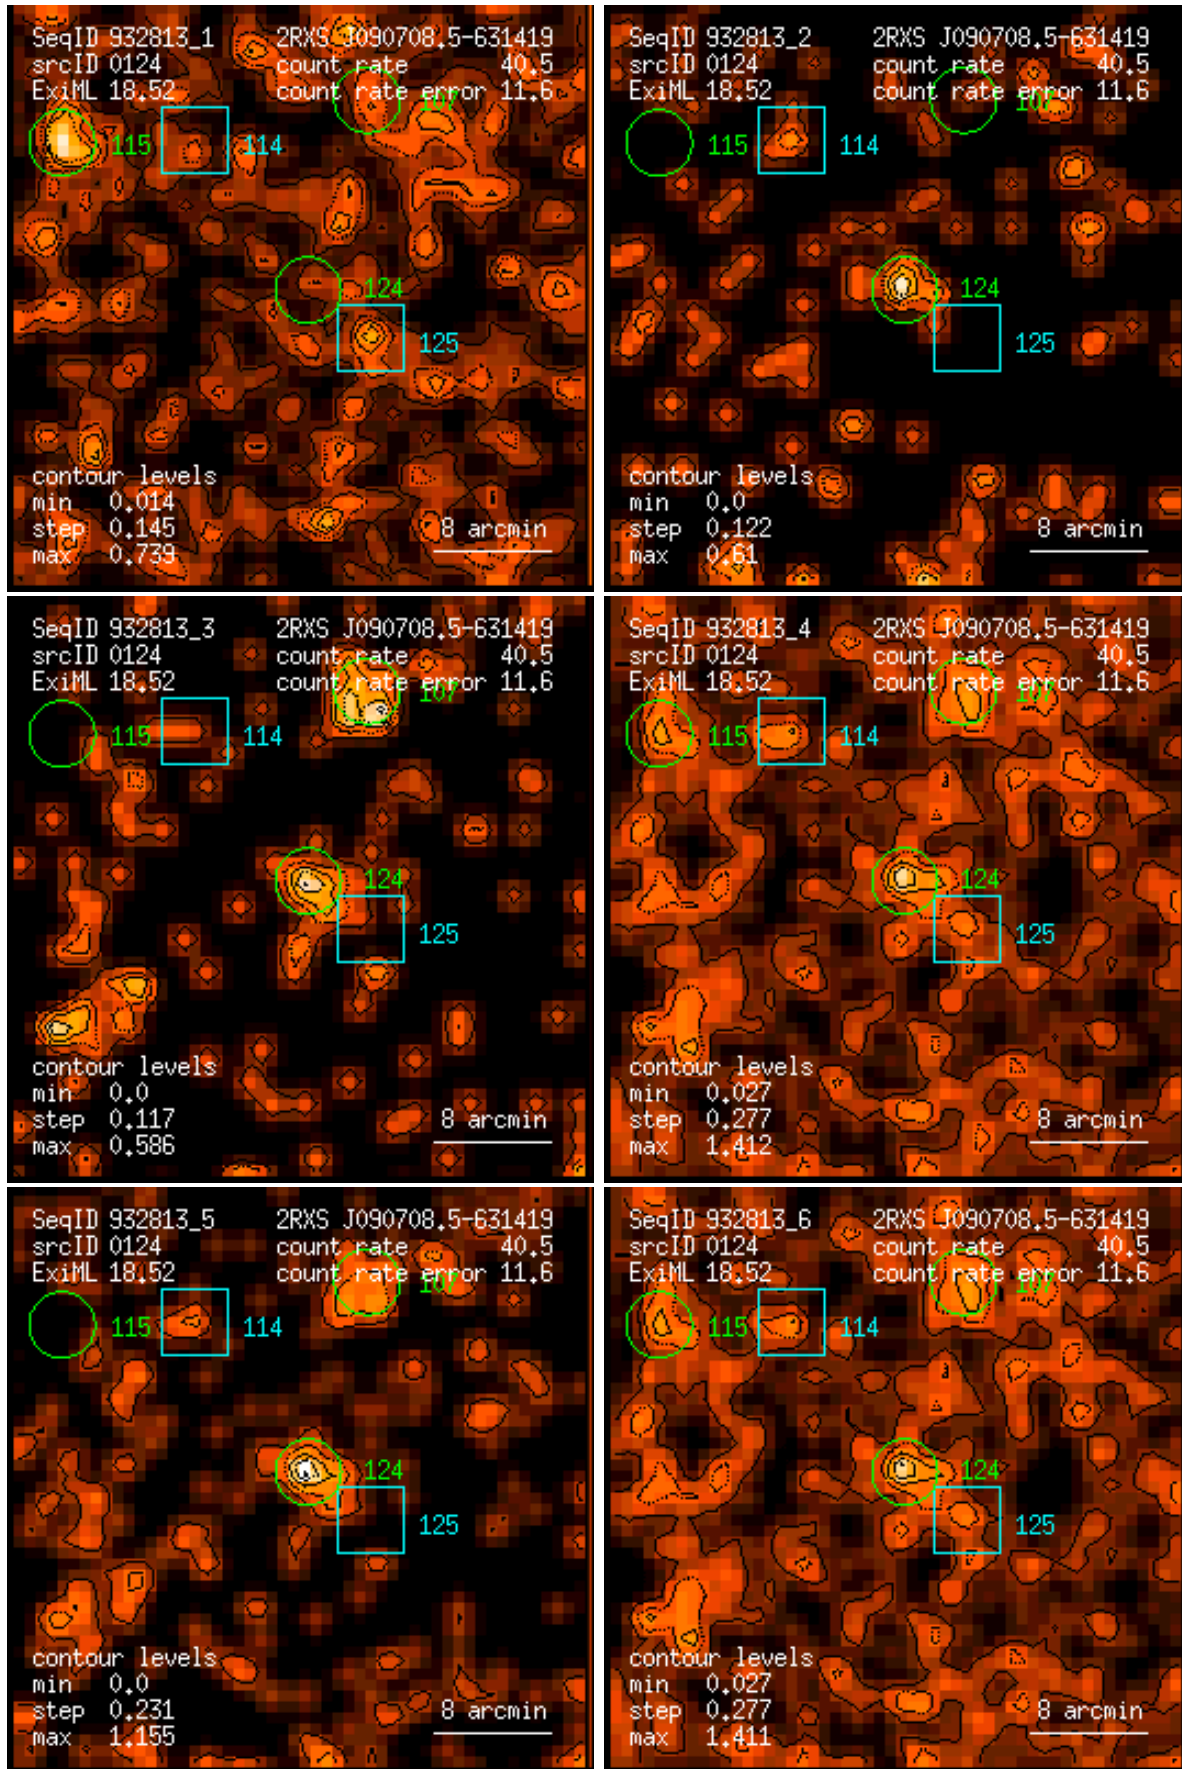 SeqID 932813_1 2RXS J090708.5-631419
srcID 0124 count rate 40.5
ExiML 18.52 count rate error 11.6
107
115 114
124
125
contour levels
min 0.014
step 0.145 8 arcmin
max 0.739
SeqID 932813_2 2RXS J090708.5-631419
srcID 0124 count rate 40.5
ExiML 18.52 count rate error 11.6
107
115 114
124
125
contour levels
min 0.0
step 0.122 8 arcmin
max 0.61
SeqID 932813_3 2RXS J090708.5-631419
srcID 0124 count rate 40.5
ExiML 18.52 count rate error 11.6
107
115 114
124
125
contour levels
min 0.0
step 0.117 8 arcmin
max 0.586
SeqID 932813_4 2RXS J090708.5-631419
srcID 0124 count rate 40.5
ExiML 18.52 count rate error 11.6
107
115 114
124
125
contour levels
min 0.027
step 0.277 8 arcmin
max 1.412
SeqID 932813_5 2RXS J090708.5-631419
srcID 0124 count rate 40.5
ExiML 18.52 count rate error 11.6
107
115 114
124
125
contour levels
min 0.0
step 0.231 8 arcmin
max 1.155
SeqID 932813_6 2RXS J090708.5-631419
srcID 0124 count rate 40.5
ExiML 18.52 count rate error 11.6
107
115 114
124
125
contour levels
min 0.027
step 0.277 8 arcmin
max 1.411